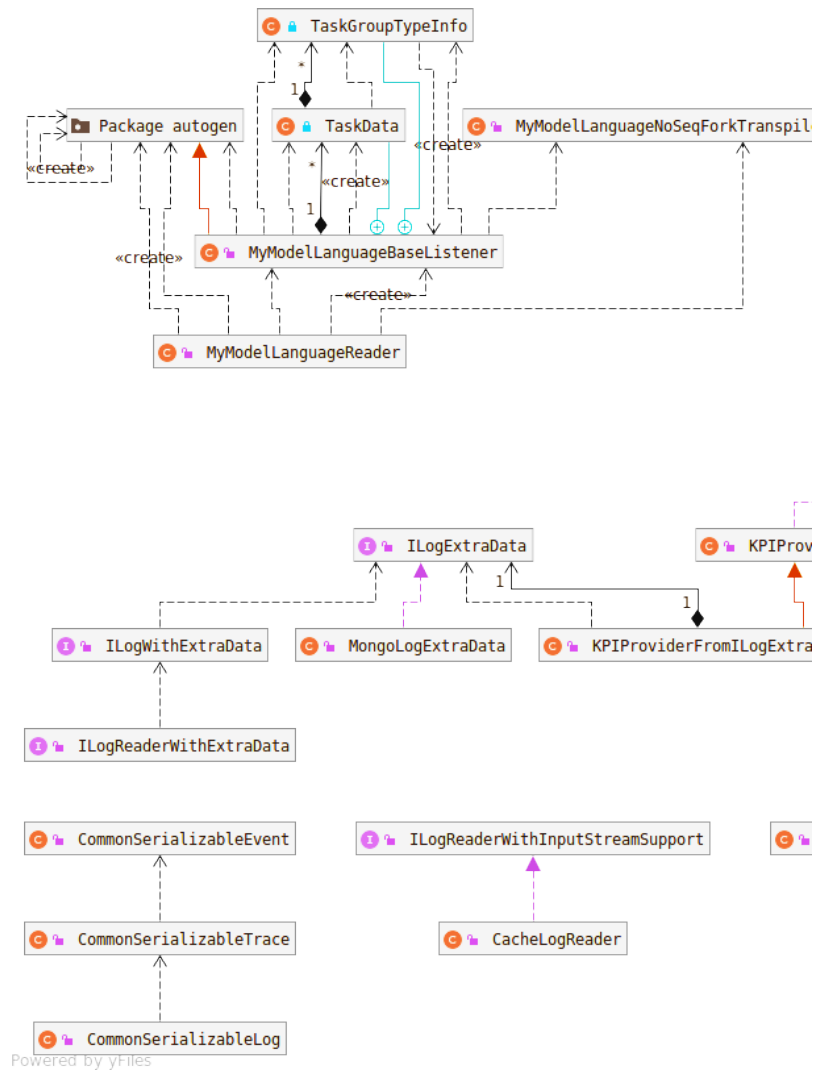 TaskGroupTypeInfo
*
1
Package autogen
TaskData
MyModelLanguageNoSeqForkTranspil
«create»
«create»
*
«create»
1
MyModelLanguageBaseListener
«create»
«create»
MyModelLanguageReader
ILogExtraData
KPIProv
1
1
ILogWithExtraData
MongoLogExtraData
KPIProviderFromILogExtra
ILogReaderWithExtraData
CommonSerializableEvent
ILogReaderWithInputStreamSupport
CommonSerializableTrace
CacheLogReader
CommonSerializableLog
Powered by yFiles